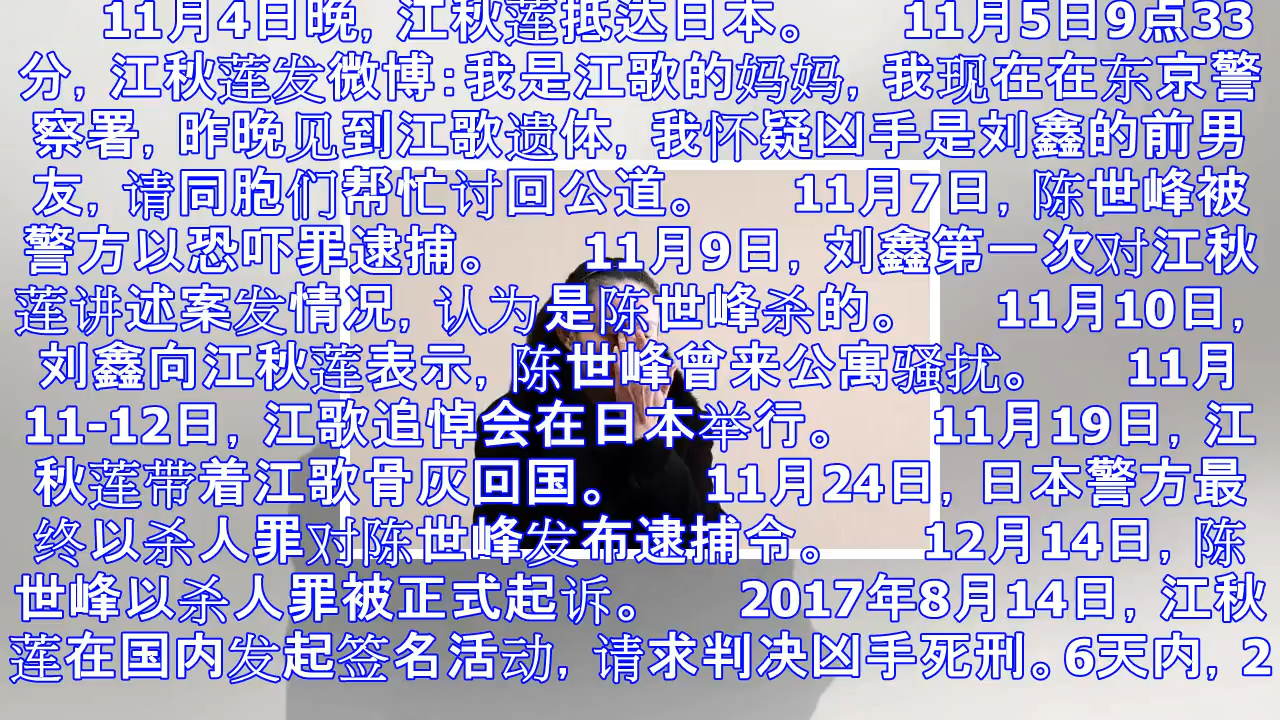 11月4日晚, 江秋莲抵达日本。 11月5日9点33
分, 江秋莲发微博:我是江歌的妈妈, 我现在在东京警
察署, 昨晚见到江歌遗体, 我怀疑凶手是刘鑫的前男
友, 请同胞们帮忙讨回公道。 11月7日, 陈世峰被
警方以恐吓罪逮捕。 11月9日, 刘鑫第一次对江秋
莲讲述案发情况, 认为是陈世峰杀的。 11月10日,
刘鑫向江秋莲表示, 陈世峰曾来公寓骚扰。 11月
11-12日, 江歌追悼会在日本举行。 11月19日, 江
秋莲带着江歌骨灰回国。 11月24日, 日本警方最
终以杀人罪对陈世峰发布逮捕令。 12月14日, 陈
世峰以杀人罪被正式起诉。 2017年8月14日, 江秋
莲在国内发起签名活动, 请求判决凶手死刑。6天内, 2